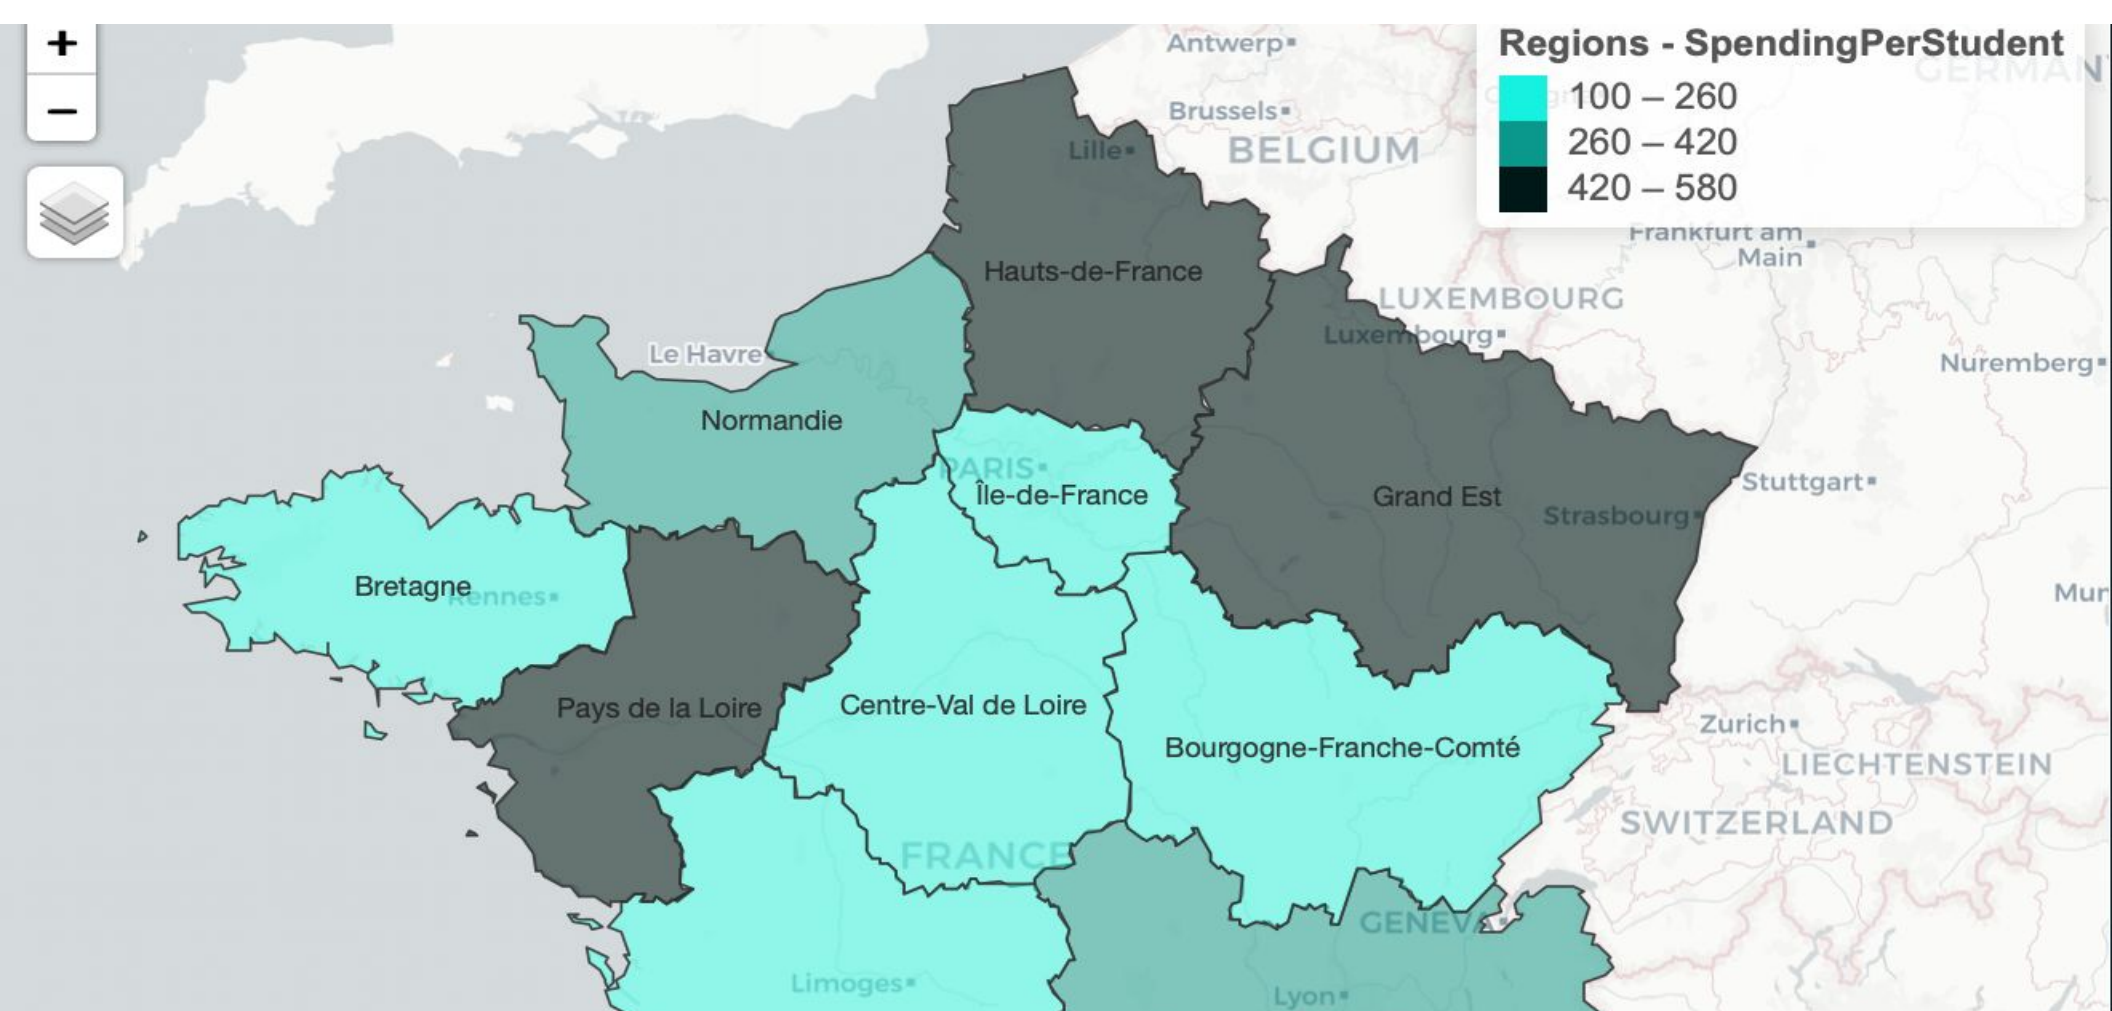 +
−
Regions - SpendingPerStudent
100 – 260
260 – 420
420 – 580
Antwerp
Brussels
BELGIUM
GERMAN
Lille
Frankfurt am
Main
Hauts-de-France
LUXEMBOURG
Luxembourg
Le Havre
Nuremberg
Normandie
PARIS
Île-de-France
Grand Est
Stuttgart
Strasbourg
Bretagne
Rennes
Mun
Pays de la Loire
Centre-Val de Loire
Bourgogne-Franche-Comté
Zurich
LIECHTENSTEIN
SWITZERLAND
FRANCE
GENEVA
Limoges
Lyon